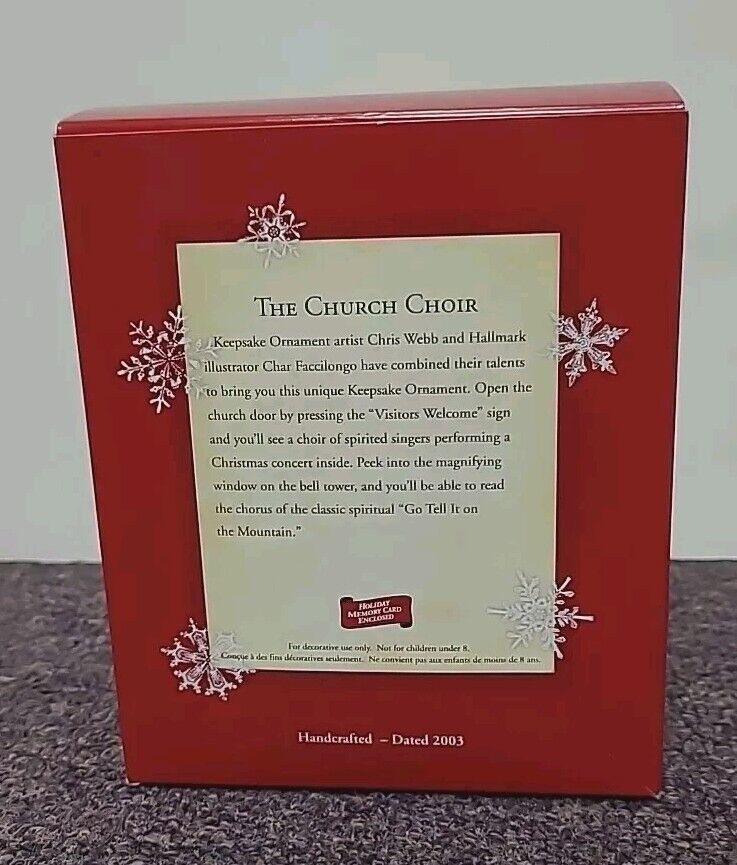 THE CHURCH CHOIR
Keepsake Ornament artist Chris Webb and Hallmark
illustrator Char Faccilongo have combined their talents
to bring you this unique Keepsake Ornament. Open the
church door by pressing the “Visitors Welcome” sign
and you'll see a choir of spirited singers performing a
Christmas concert inside. Peek into the magnifying
window on the bell tower, and you'll be able to read
the chorus of the classic spiritual “Go Tell It on
the Mountain.”
HOLIDAY
MEMORY CARD
ENCLOSED
For decorative use only. Not for children under 8.
Conçue à des fins décoratives seulement. Ne convient pas aux enfants de moins de 8 ans.
Handcrafted – Dated 2003